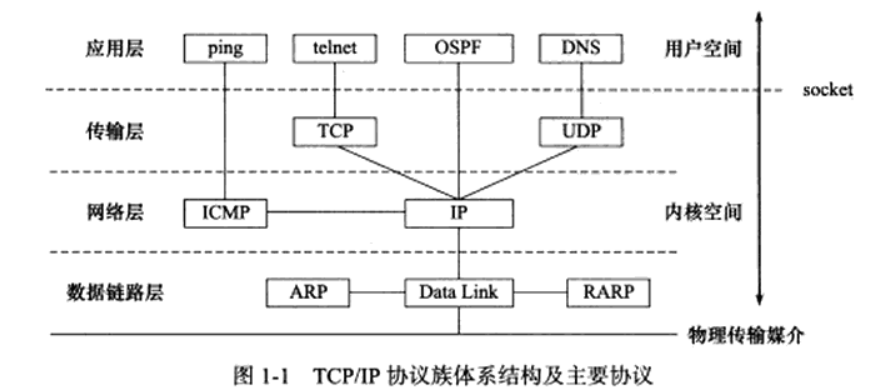 应用层 ping telnet OSPF DNS 用户空间
socket
传输层 TCP UDP
网络层 ICMP IP 内核空间
数据链路层 ARP Data Link RARP
物理传输媒介
图 1-1 TCP/IP 协议族体系结构及主要协议